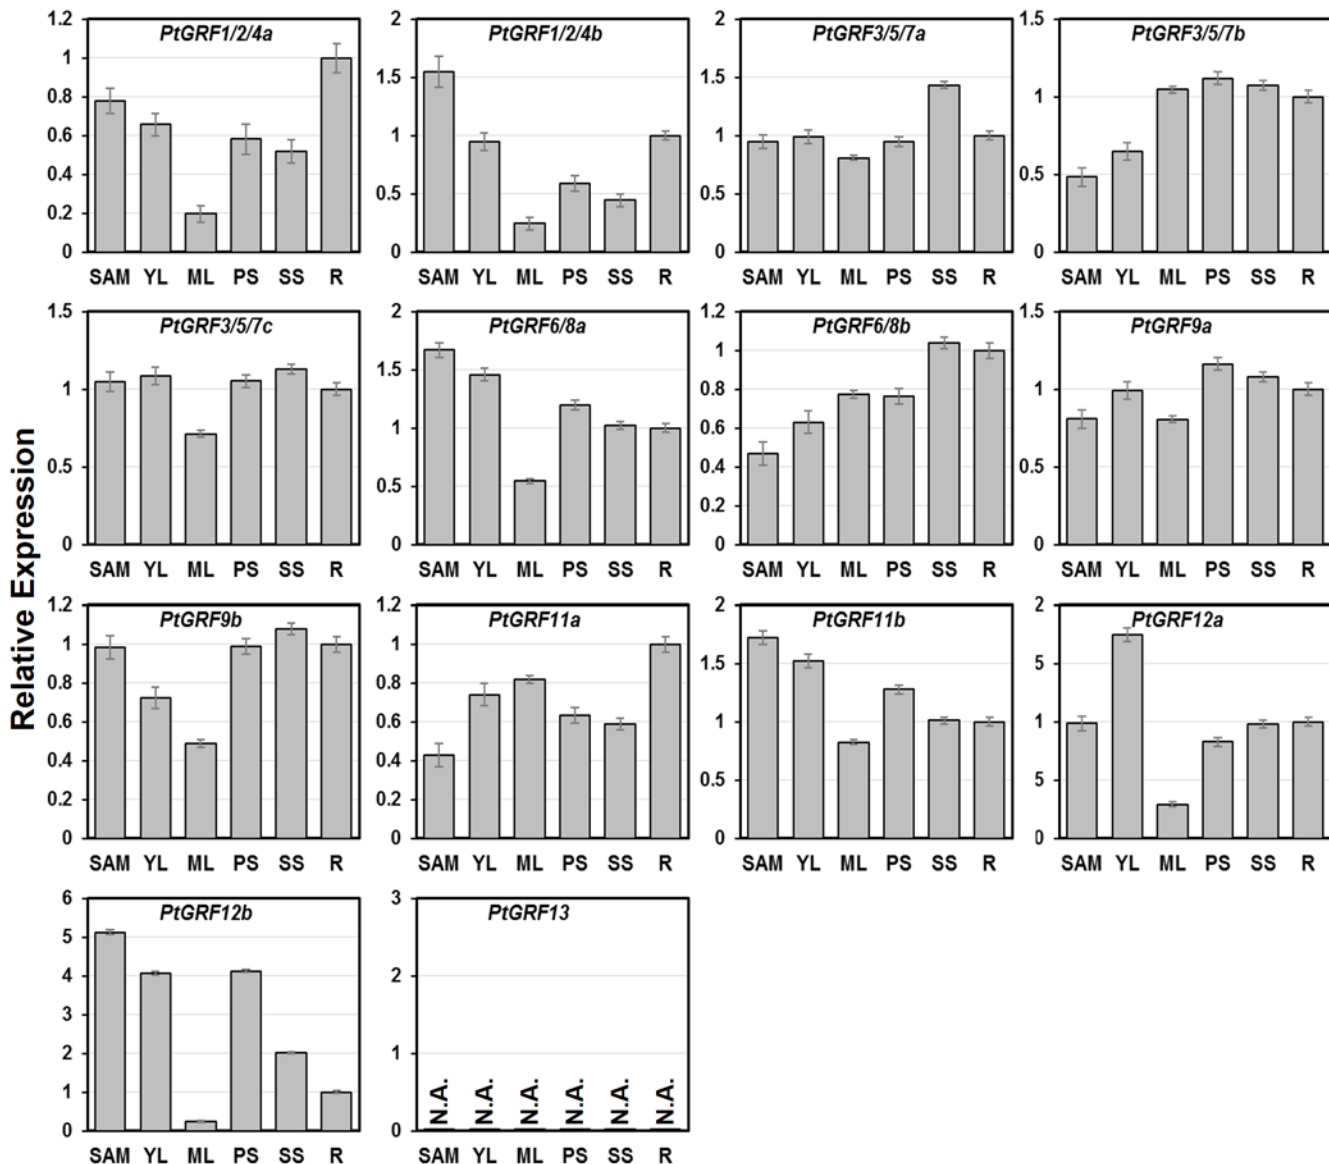 Relative Expression
PtGRF1/2/4a
1.2
1
0.8
0.6
0.4
0.2
0
SAM YL ML PS SS R
PtGRF1/2/4b
2
1.5
1
0.5
0
SAM YL ML PS SS R
PtGRF3/5/7a
2
1.5
1
0.5
0
SAM YL ML PS SS R
PtGRF3/5/7b
1.5
1
0.5
0
SAM YL ML PS SS R
PtGRF3/5/7c
1.5
1
0.5
0
SAM YL ML PS SS R
PtGRF6/8a
2
1.5
1
0.5
0
SAM YL ML PS SS R
PtGRF6/8b
1.2
1
0.8
0.6
0.4
0.2
0
SAM YL ML PS SS R
PtGRF9a
1.5
1
0.5
0
SAM YL ML PS SS R
PtGRF9b
1.2
1
0.8
0.6
0.4
0.2
0
SAM YL ML PS SS R
PtGRF11a
1.2
1
0.8
0.6
0.4
0.2
0
SAM YL ML PS SS R
PtGRF11b
2
1.5
1
0.5
0
SAM YL ML PS SS R
PtGRF12a
2
5
1
5
0
SAM YL ML PS SS R
PtGRF12b
6
5
4
3
2
1
0
SAM YL ML PS SS R
PtGRF13
3
2
1
0
N.A. N.A. N.A. N.A. N.A. N.A.
SAM YL ML PS SS R